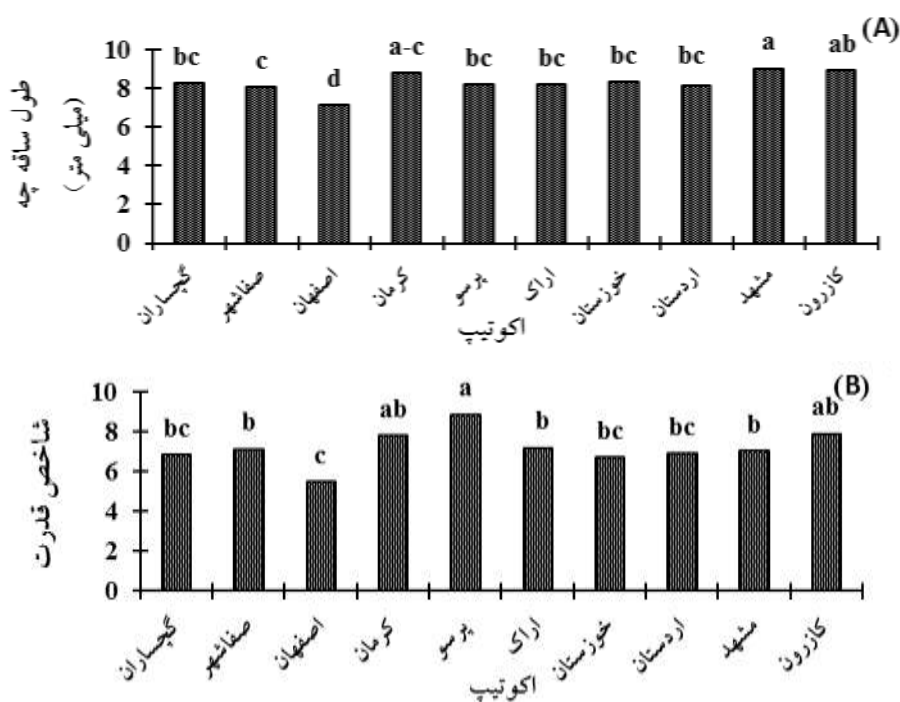 (A)
bc c d a-c bc bc bc bc a ab
طول ساقه چه
(میلی متر)
10
8
6
4
2
0
گچساران صفاشهر اصفهان کرمان پرسو اراک خوزستان اردستان مشهد کازرون
اکوتیپ
(B)
bc b c ab a b bc bc b ab
شاخص قدرت
10
8
6
4
2
0
گچساران صفاشهر اصفهان کرمان پرسو اراک خوزستان اردستان مشهد کازرون
اکوتیپ